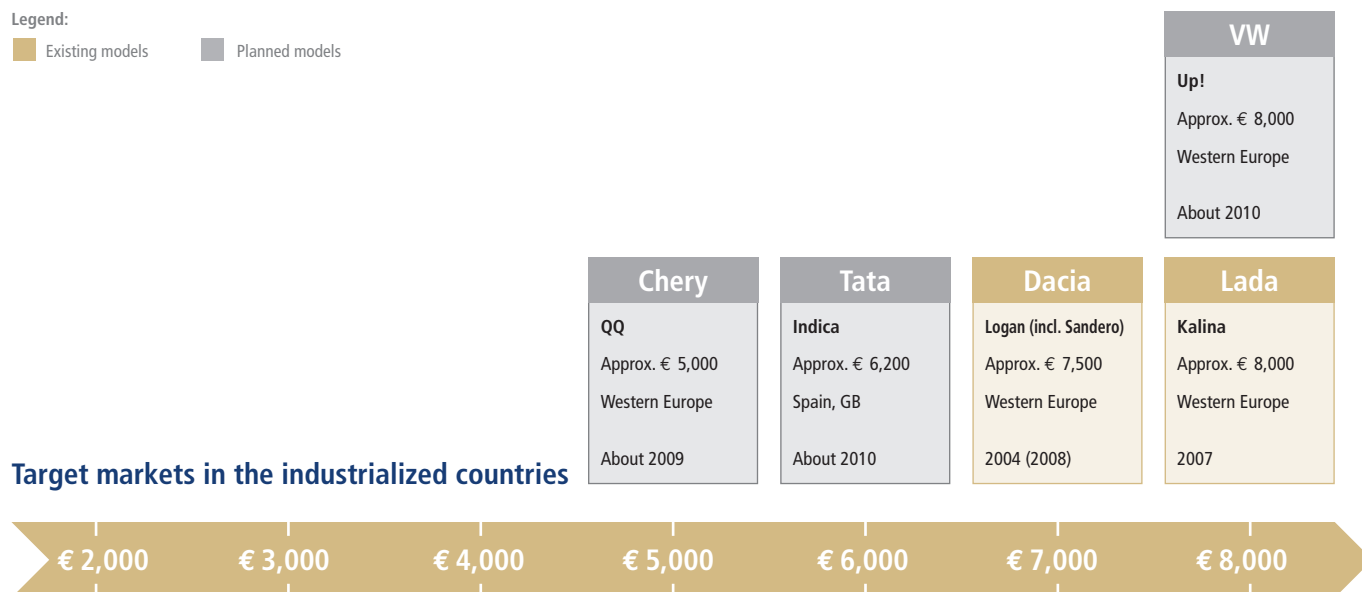 Legend:
Existing models
Planned models
VW
Up!
Approx. € 8,000
Western Europe
About 2010
Chery
QQ
Approx. € 5,000
Western Europe
About 2009
Tata
Indica
Approx. € 6,200
Spain, GB
About 2010
Dacia
Logan (incl. Sandero)
Approx. € 7,500
Western Europe
2004 (2008)
Lada
Kalina
Approx. € 8,000
Western Europe
2007
Target markets in the industrialized countries
€ 2,000
€ 3,000
€ 4,000
€ 5,000
€ 6,000
€ 7,000
€ 8,000